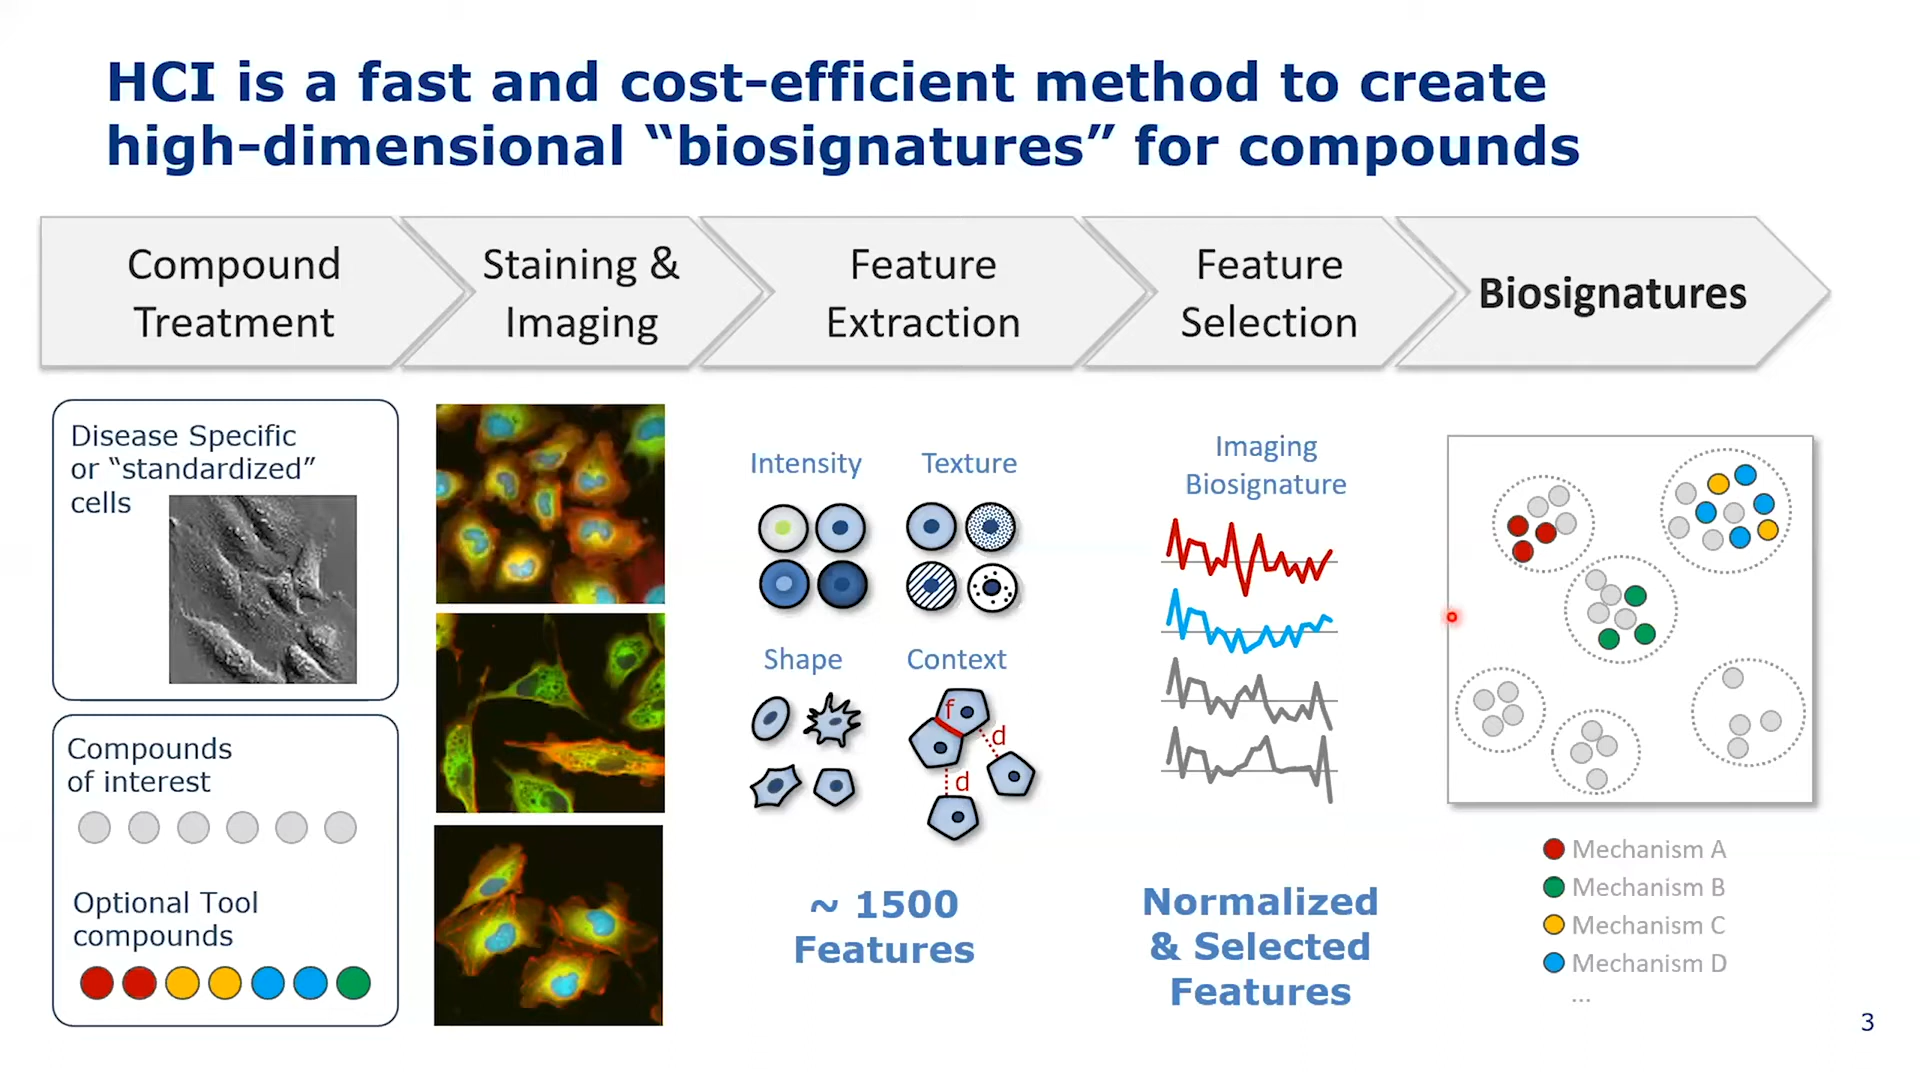 HCI is a fast and cost-efficient method to create
high-dimensional “biosignatures” for compounds
Compound
Treatment
Staining &
Imaging
Feature
Extraction
Feature
Selection
Biosignatures
Disease Specific
or “standardized”
cells
Compounds
of interest
Optional Tool
compounds
Intensity
Texture
Shape
Context
f
d
d
~ 1500
Features
Imaging
Biosignature
Normalized
& Selected
Features
Mechanism A
Mechanism B
Mechanism C
Mechanism D
...
3